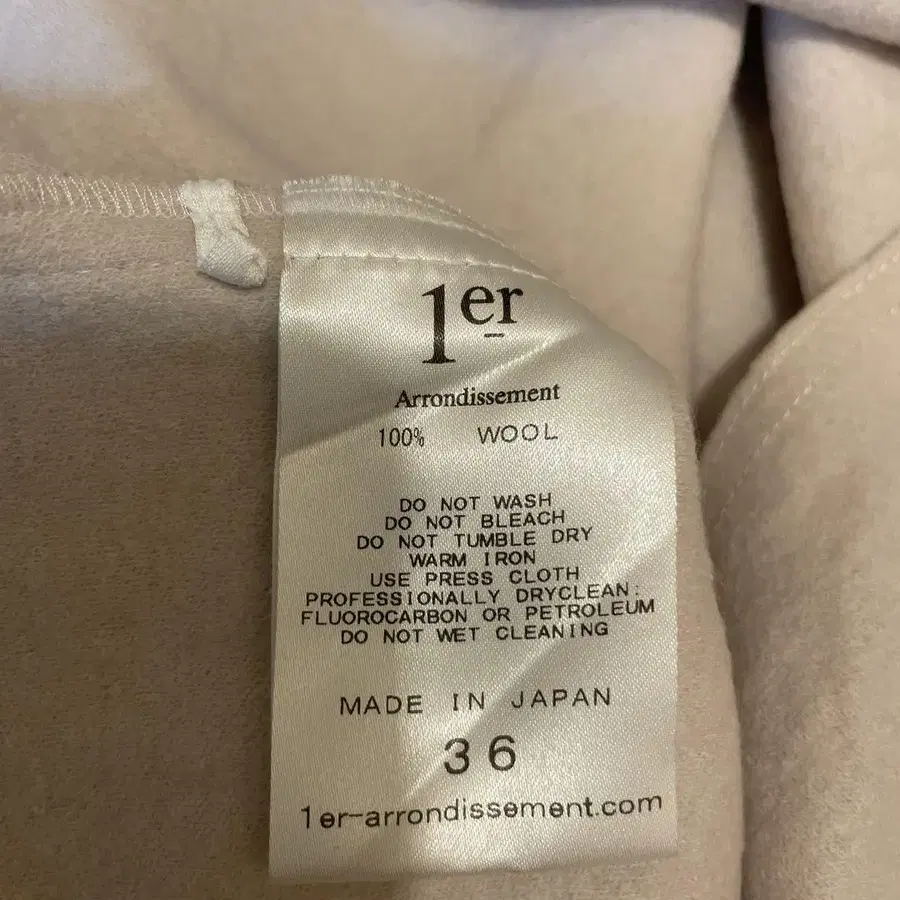 1er
Arrondissement
100% WOOL
DO NOT WASH
DO NOT BLEACH
DO NOT TUMBLE DRY
WARM IRON
USE PRESS CLOTH
PROFESSIONALLY DRYCLEAN:
FLUOROCARBON OR PETROLEUM
DO NOT WET CLEANING
MADE IN JAPAN
36
1er-arrondissement.com